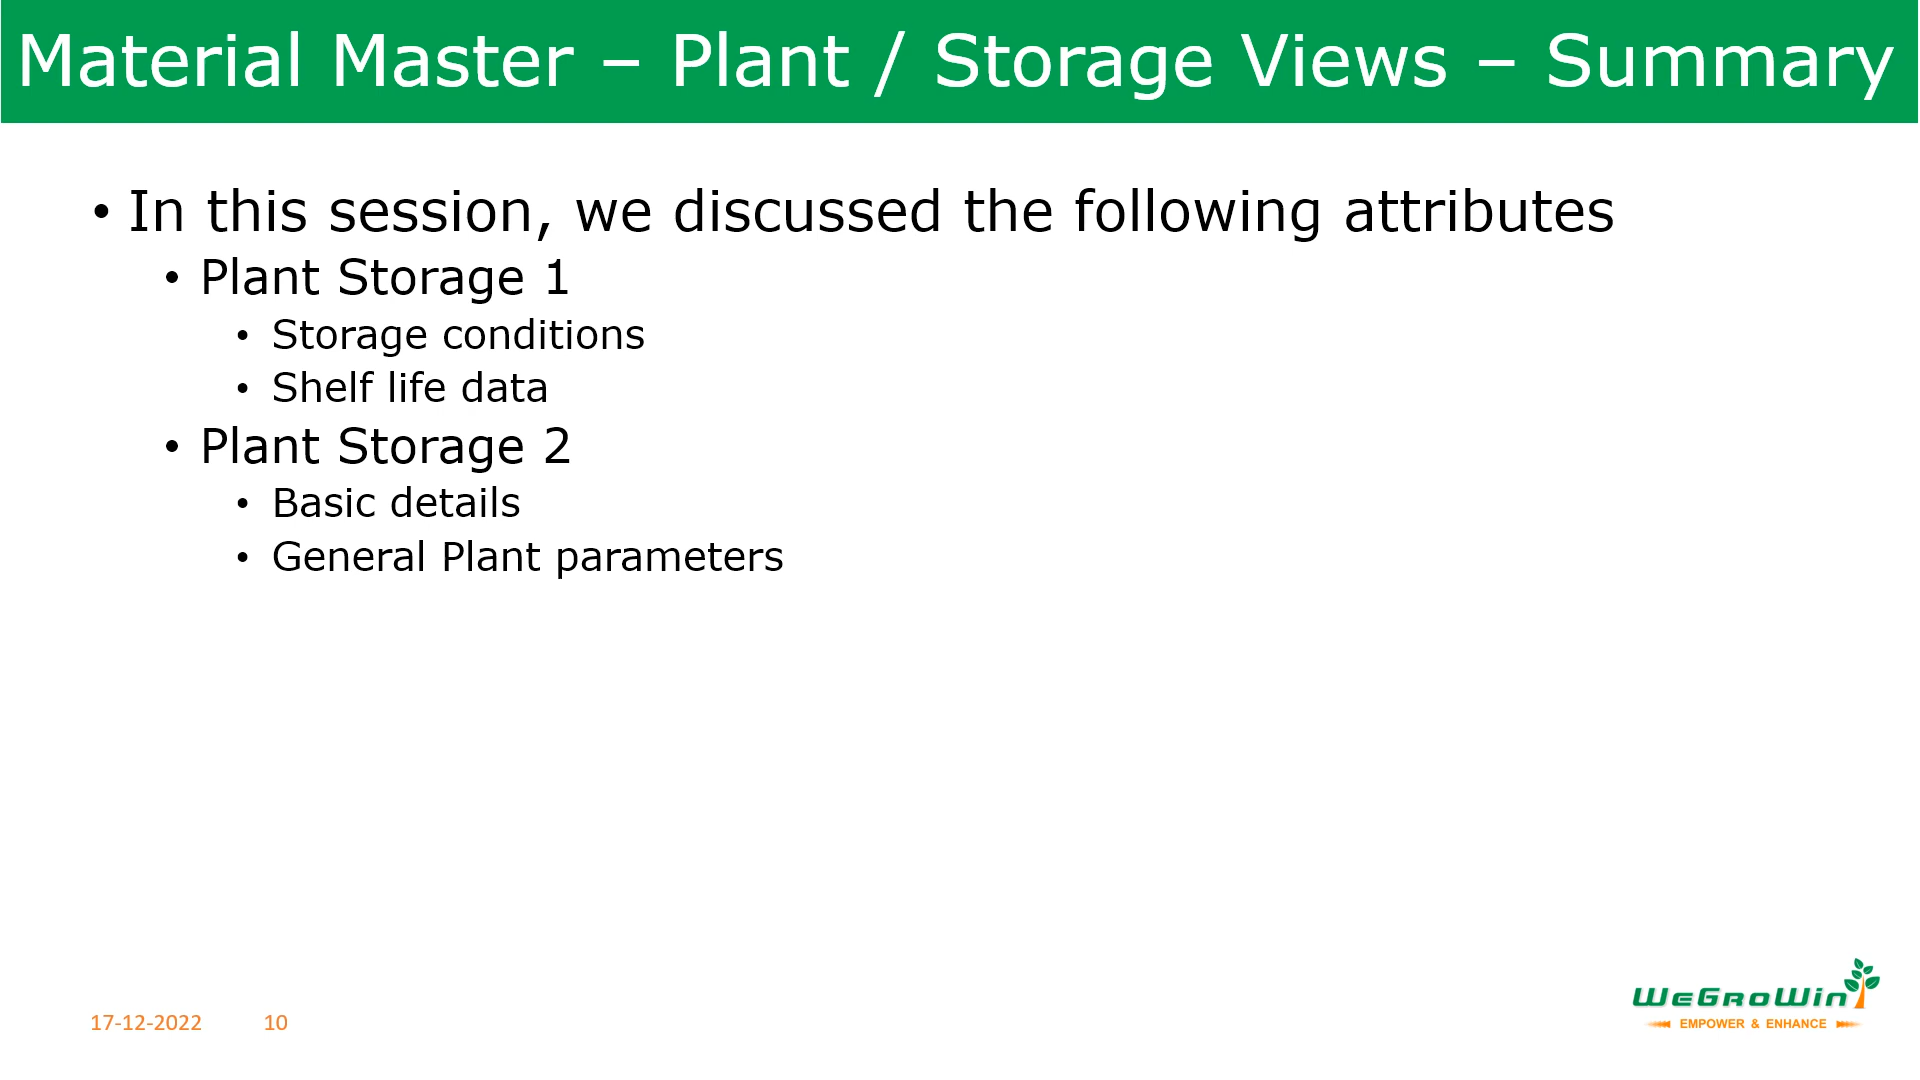 Material Master – Plant / Storage Views – Summary
• In this session, we discussed the following attributes
• Plant Storage 1
• Storage conditions
• Shelf life data
• Plant Storage 2
• Basic details
• General Plant parameters
17-12-2022 10
WeGroWin
EMPOWER & ENHANCE